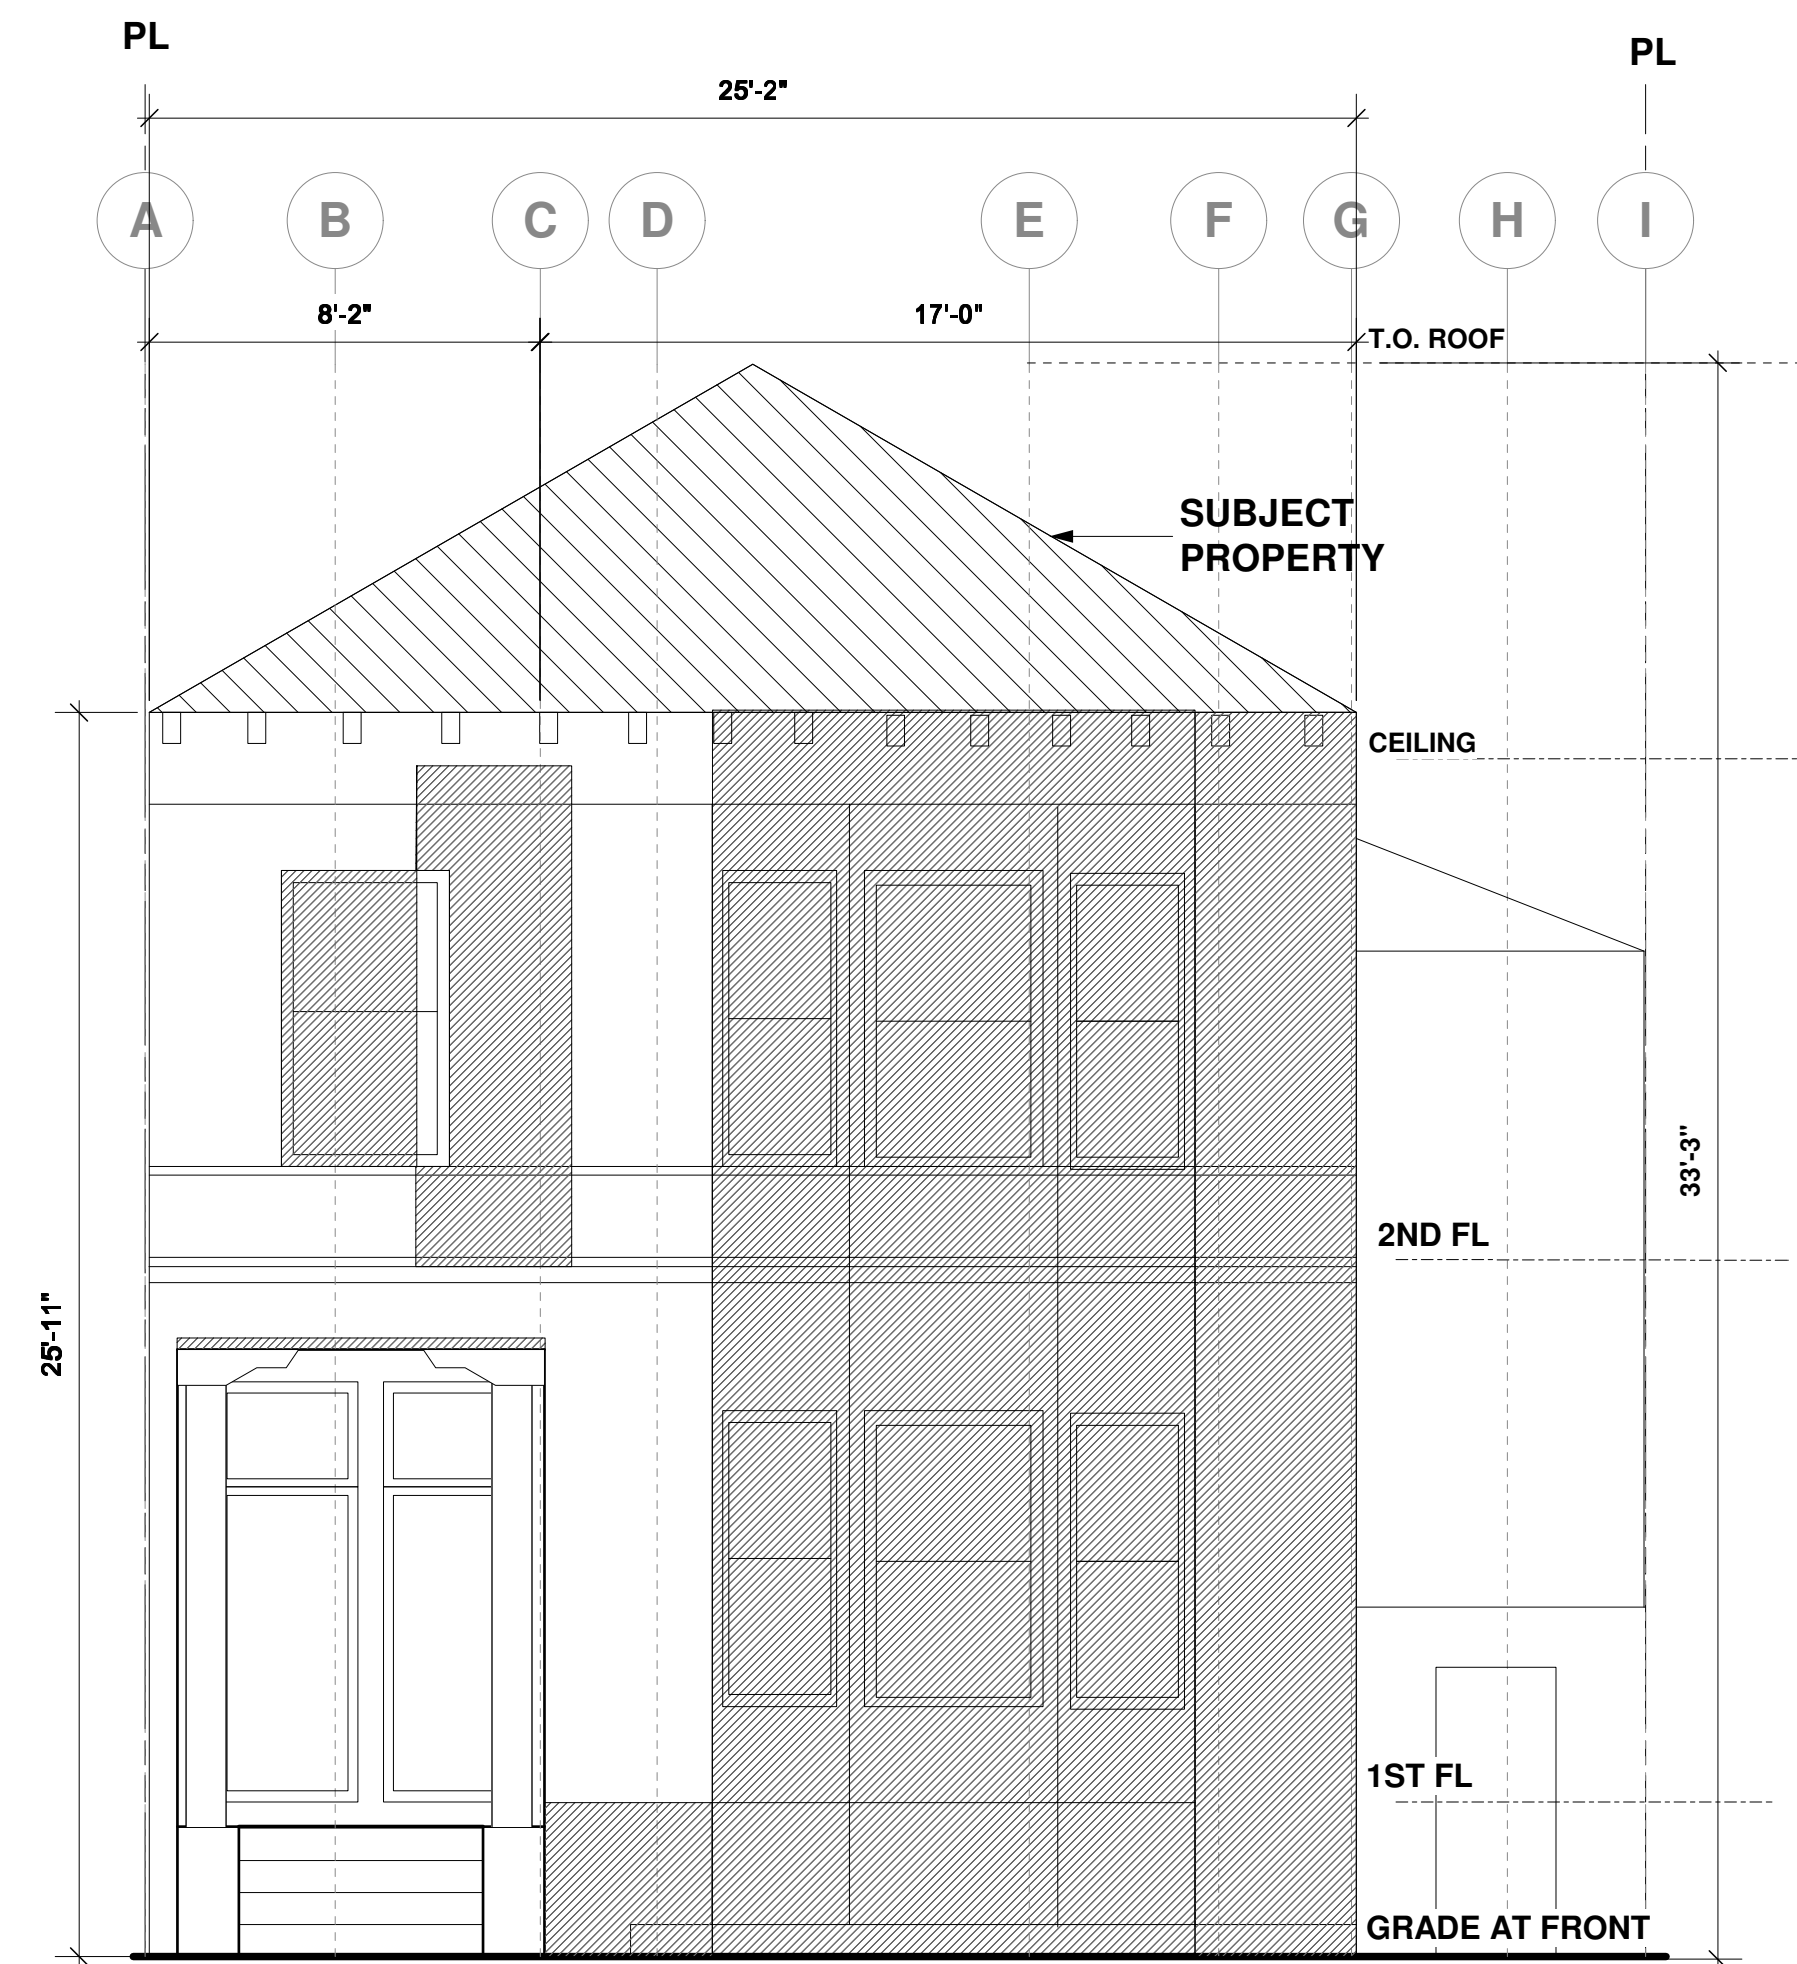 PL
PL
25'-2"
A
B
C
D
E
F
G
H
I
8'-2"
17'-0"
T.O. ROOF
SUBJECT
PROPERTY
CEILING
33'-3"
2ND FL
25'-11"
1ST FL
GRADE AT FRONT